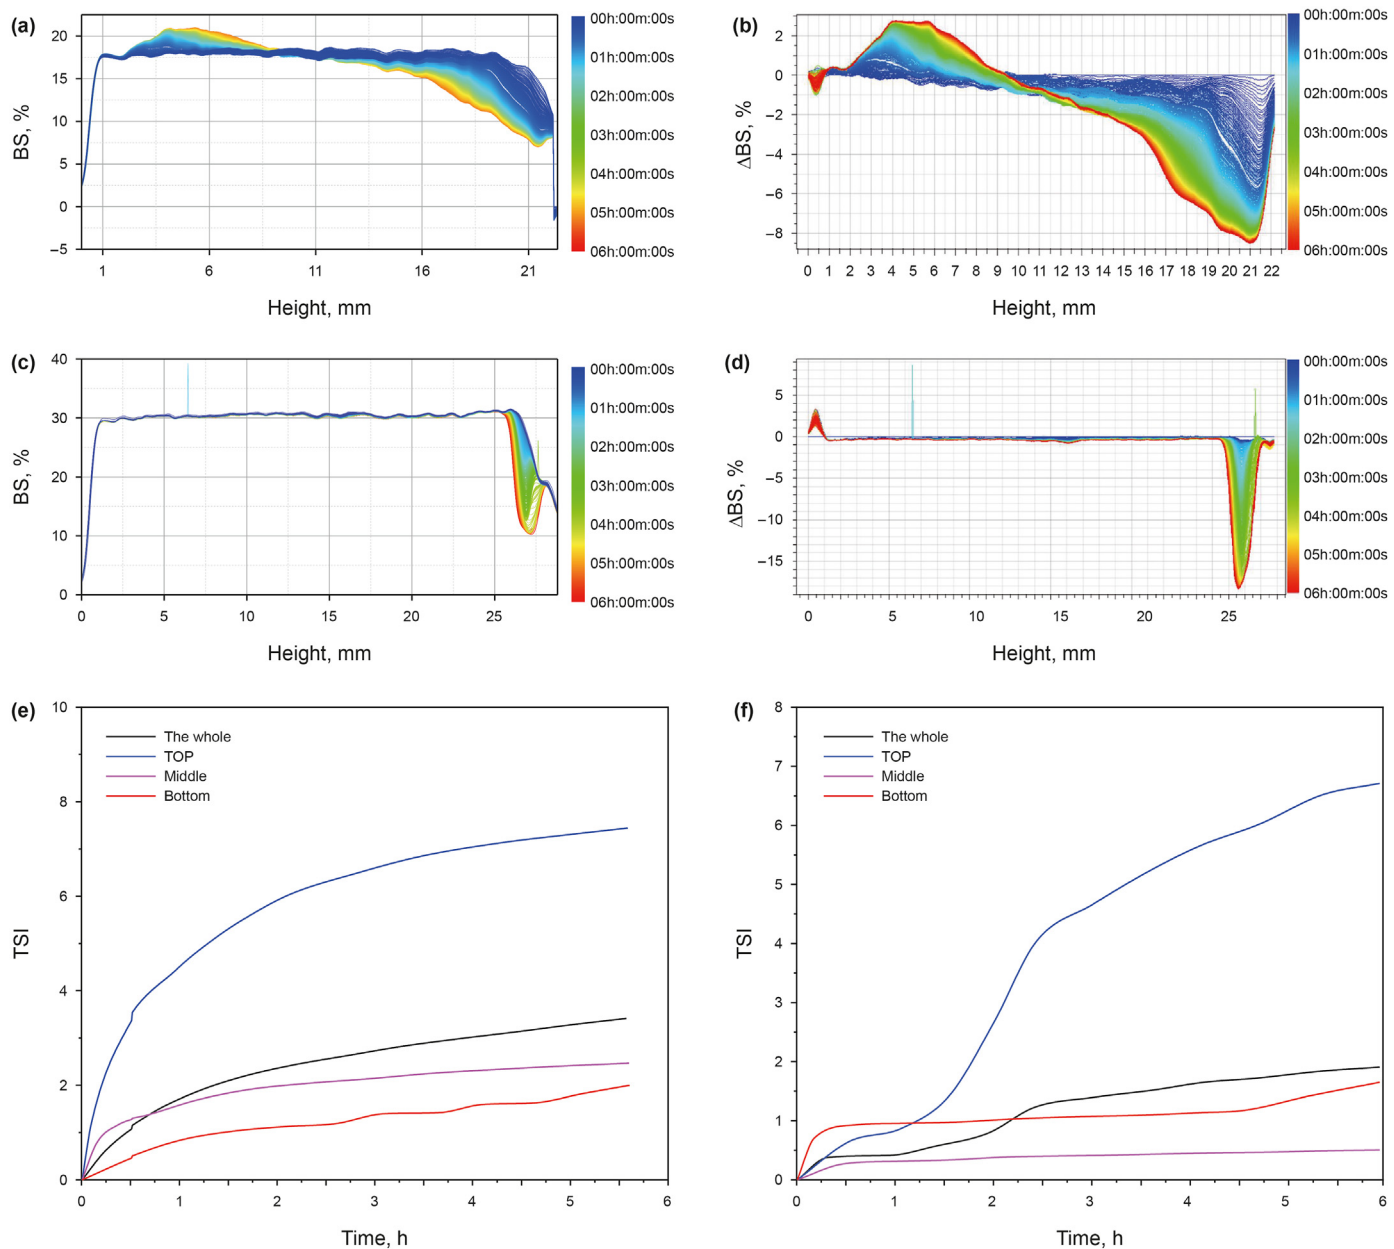 (a)
BS, %
20
15
10
5
0
−5
1 6 11 16 21
Height, mm
00h:00m:00s
01h:00m:00s
02h:00m:00s
03h:00m:00s
04h:00m:00s
05h:00m:00s
06h:00m:00s
(b)
ΔBS, %
2
0
−2
−4
−6
−8
0 1 2 3 4 5 6 7 8 9 10 11 12 13 14 15 16 17 18 19 20 21 22
Height, mm
00h:00m:00s
01h:00m:00s
02h:00m:00s
03h:00m:00s
04h:00m:00s
05h:00m:00s
06h:00m:00s
(c)
BS, %
40
30
20
10
0
0 5 10 15 20 25
Height, mm
00h:00m:00s
01h:00m:00s
02h:00m:00s
03h:00m:00s
04h:00m:00s
05h:00m:00s
06h:00m:00s
(d)
ΔBS, %
5
0
−5
−10
−15
0 5 10 15 20 25
Height, mm
00h:00m:00s
01h:00m:00s
02h:00m:00s
03h:00m:00s
04h:00m:00s
05h:00m:00s
06h:00m:00s
(e)
TSI
10
8
6
4
2
0
The whole
TOP
Middle
Bottom
0 1 2 3 4 5 6
Time, h
(f)
TSI
8
7
6
5
4
3
2
1
0
The whole
TOP
Middle
Bottom
0 1 2 3 4 5 6
Time, h